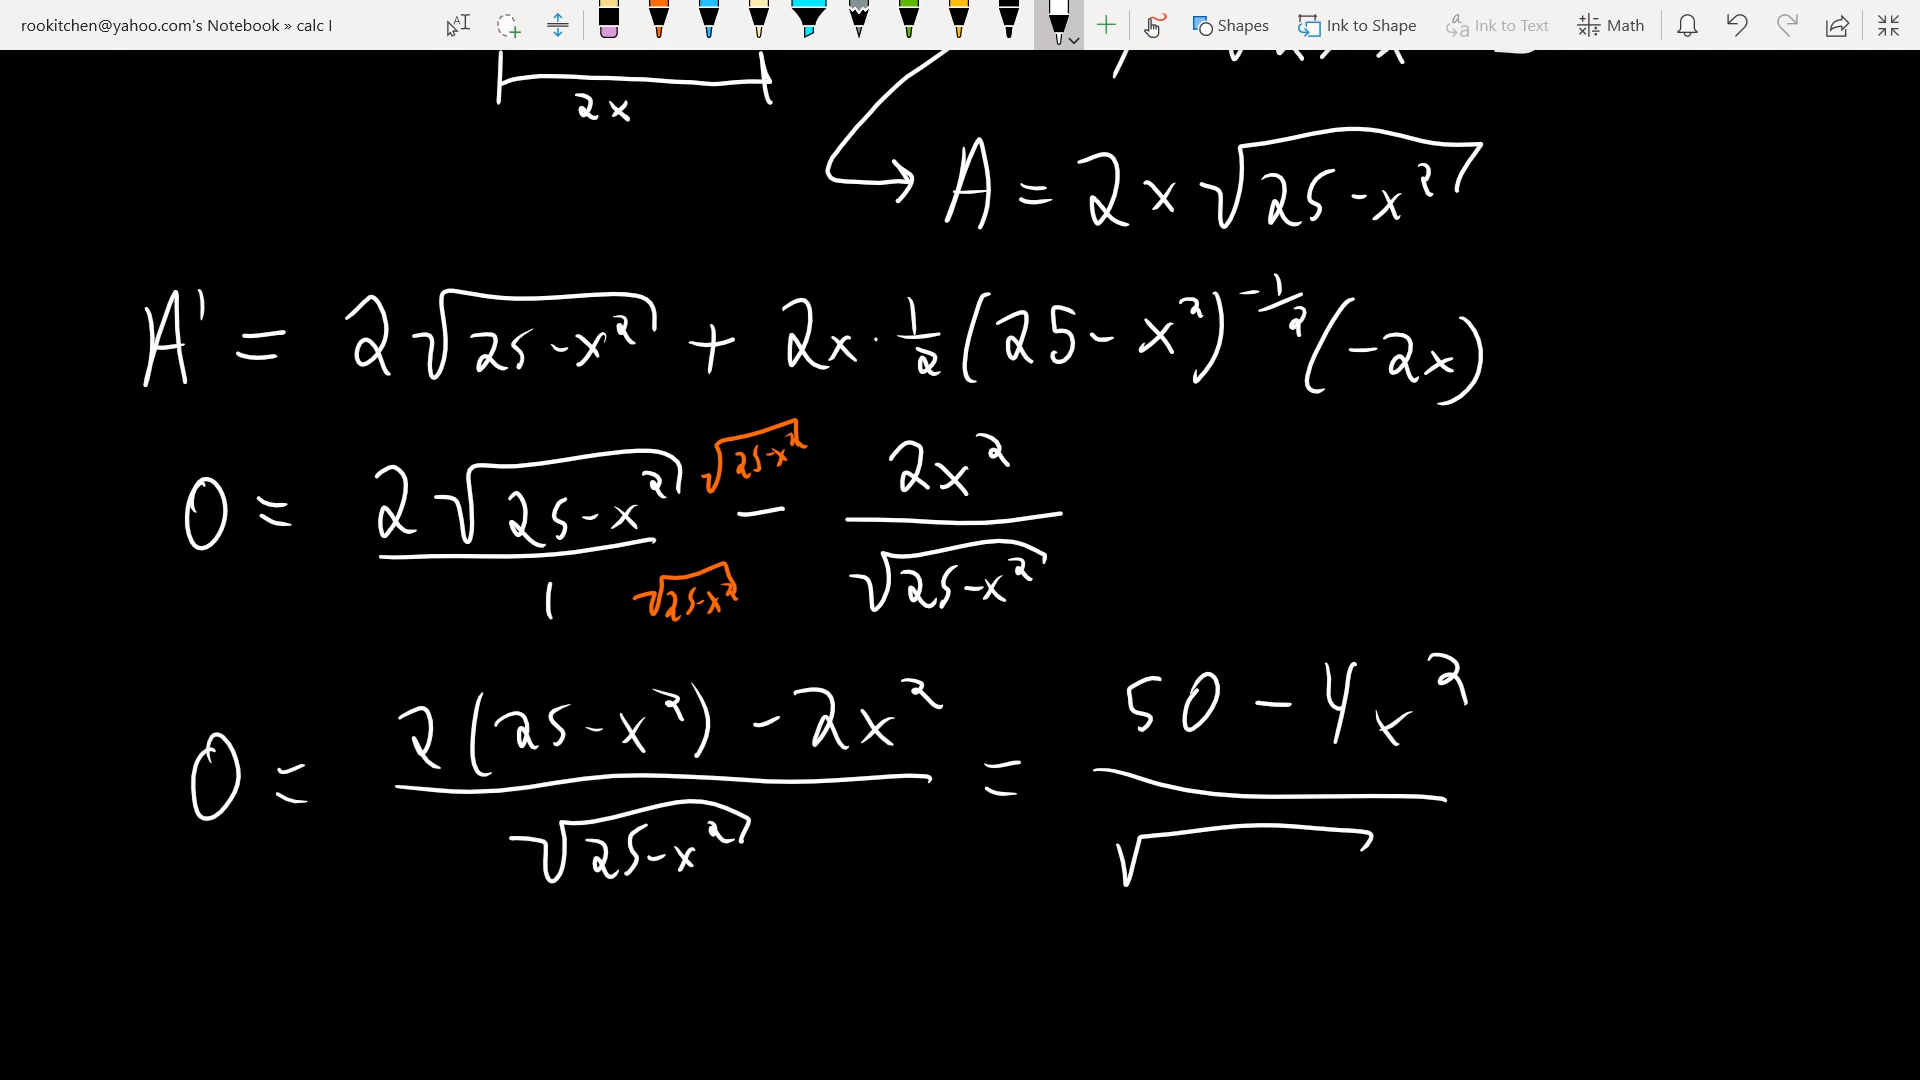 rookitchen@yahoo.com's Notebook » calc I Shapes Ink to Shape Ink to Text Math
2x
A = 2x√(25-x²)
A' = 2√(25-x²) + 2x · 1/2 (25-x²)^(-1/2) (-2x)
0 = 2√(25-x²)/1 √(25-x²)/√(25-x²) - 2x²/√(25-x²)
0 = (2(25-x²) - 2x²)/√(25-x²) = (50 - 4x²)/√